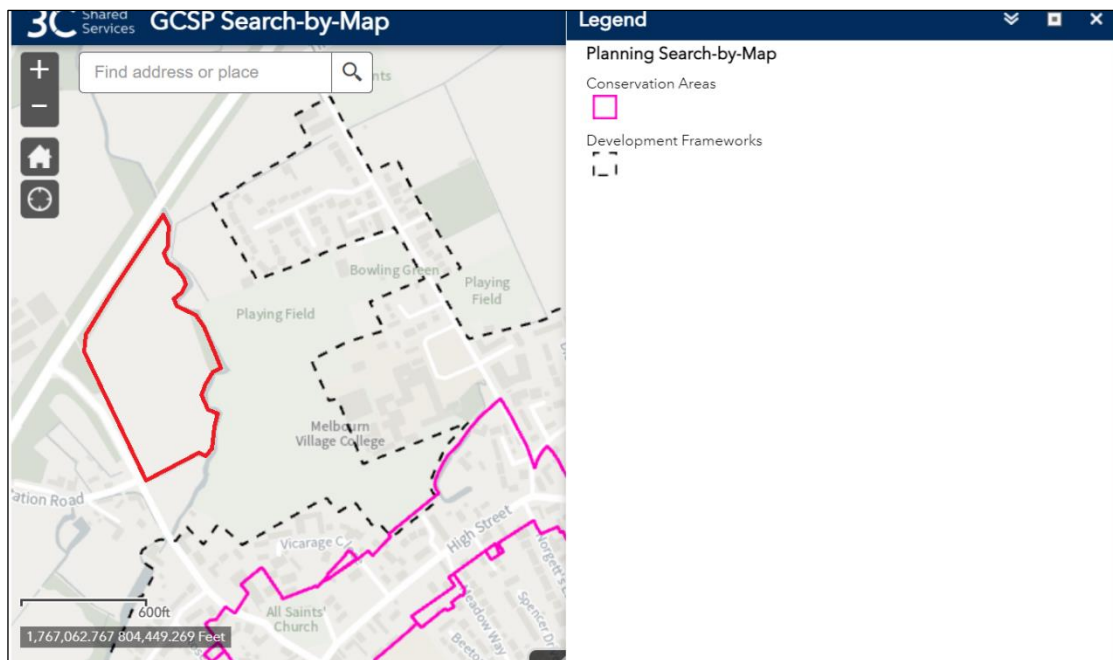 3C Shared Services GCSP Search-by-Map
Find address or place
+
−
Bowling Green
Playing Field
Playing Field
Melbourn Village College
ation Road
Vicarage C
High Street
Norgett's
Meadow Way
Spencer Dr
All Saints' Church
600ft
1,767,062.767 804,449.269 Feet
Legend
Planning Search-by-Map
Conservation Areas
Development Frameworks